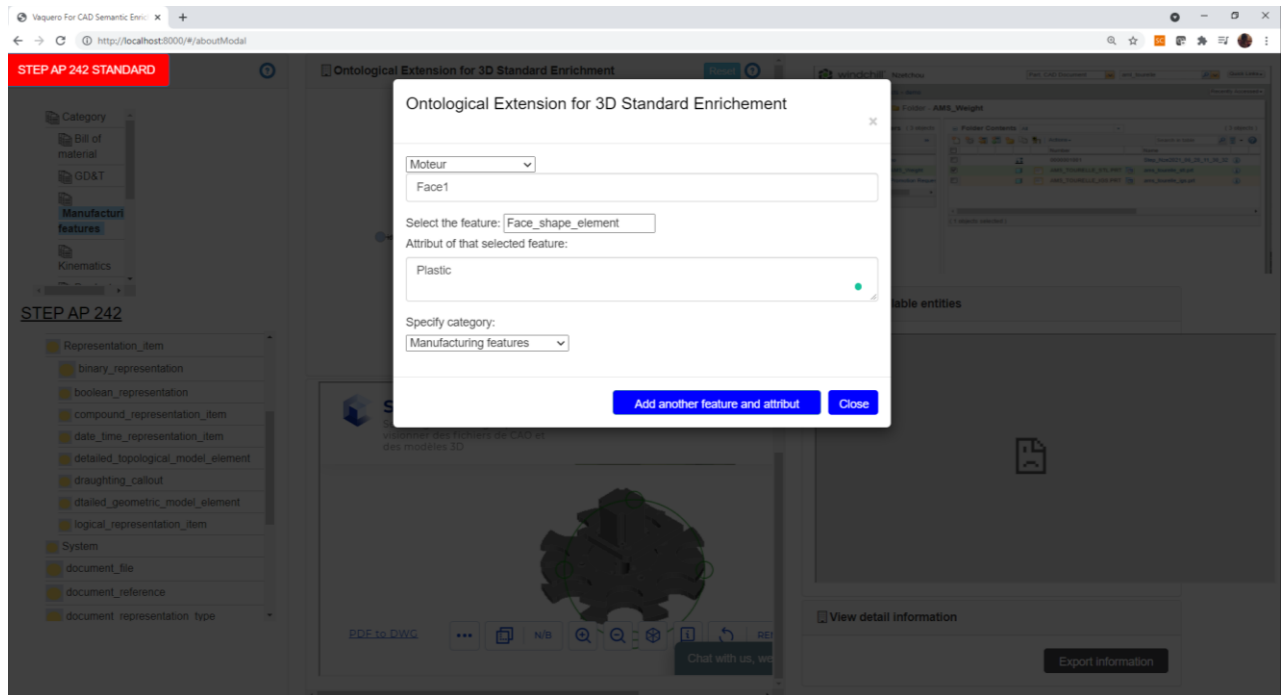 Vaquero For CAD Semantic Enric
http://localhost:8000/#/aboutModal
STEP AP 242 STANDARD
Category
Bill of
material
GD&T
Manufacturi
features
Kinematics
STEP AP 242
Representation_item
binary_representation
boolean_representation
compound_representation_item
date_time_representation_item
detailed_topological_model_element
draughting_callout
dtailed_geometric_model_element
logical_representation_item
System
document_file
document_reference
document_representation_type
Ontological Extension for 3D Standard Enrichment
Reset
Ontological Extension for 3D Standard Enrichement
×
Moteur
Face1
Select the feature: Face_shape_element
Attribut of that selected feature:
Plastic
Specify category:
Manufacturing features
Add another feature and attribut
Close
S
visionner des fichiers de CAO et
des modèles 3D
PDF to DWG
N/B
RE
Chat with us, we
windchill
Folder - AMS_Weight
Folder Contents
lable entities
View detail information
Export information